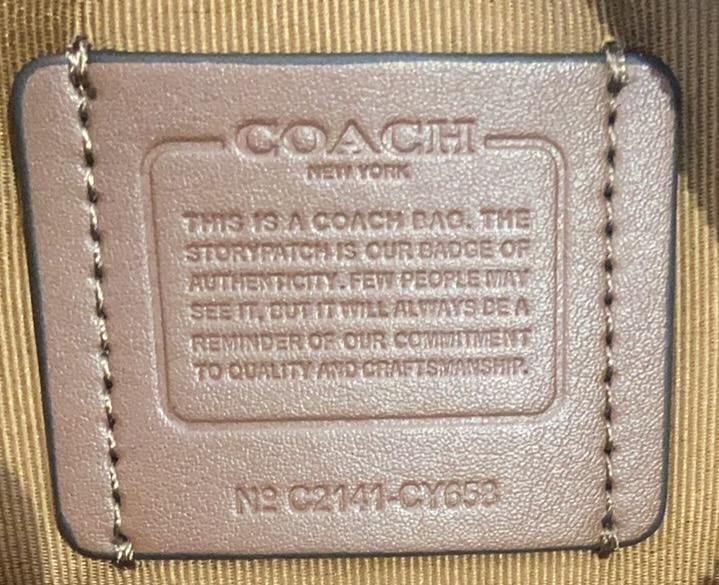 COACH
NEW YORK
THIS IS A COACH BAG. THE
STORYPATCH IS OUR BADGE OF
AUTHENTICITY. FEW PEOPLE MAY
SEE IT, BUT IT WILL ALWAYS BE A
REMINDER OF OUR COMMITMENT
TO QUALITY AND CRAFTSMANSHIP.
Nº C2141-CY653